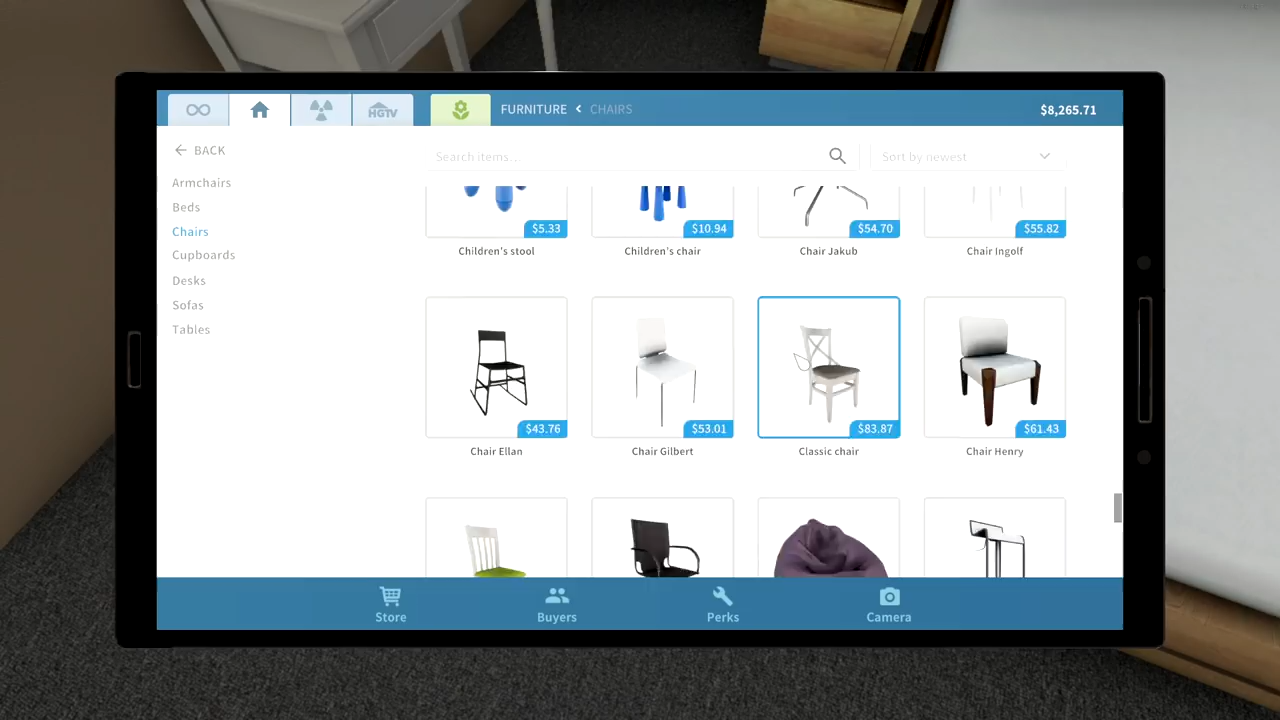 HGTV
FURNITURE < CHAIRS
$8,265.71
← BACK
Search items...
Sort by newest
Armchairs
Beds
Chairs
Cupboards
Desks
Sofas
Tables
$5.33
$10.94
$54.70
$55.82
Children's stool
Children's chair
Chair Jakub
Chair Ingolf
$43.76
$53.01
$83.87
$61.43
Chair Ellan
Chair Gilbert
Classic chair
Chair Henry
Store
Buyers
Perks
Camera